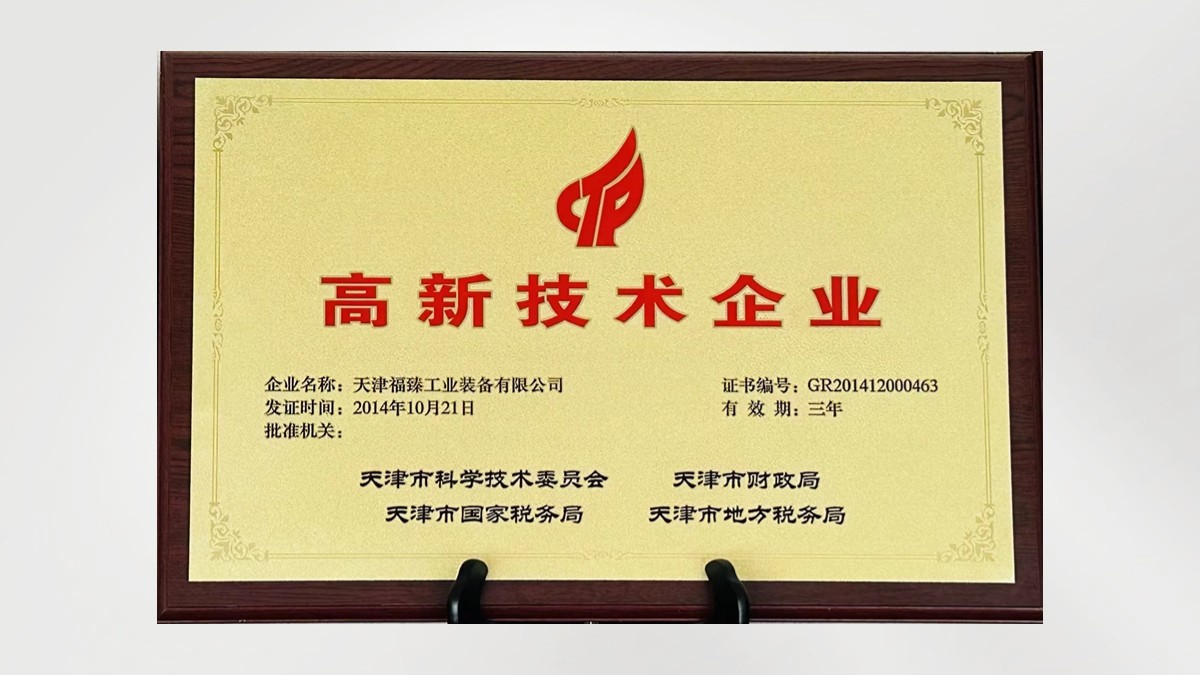 CTP
高新技术企业
企业名称：天津福臻工业装备有限公司
证书编号：GR201412000463
发证时间：2014年10月21日
有效期：三年
批准机关：
天津市科学技术委员会 天津市财政局
天津市国家税务局 天津市地方税务局